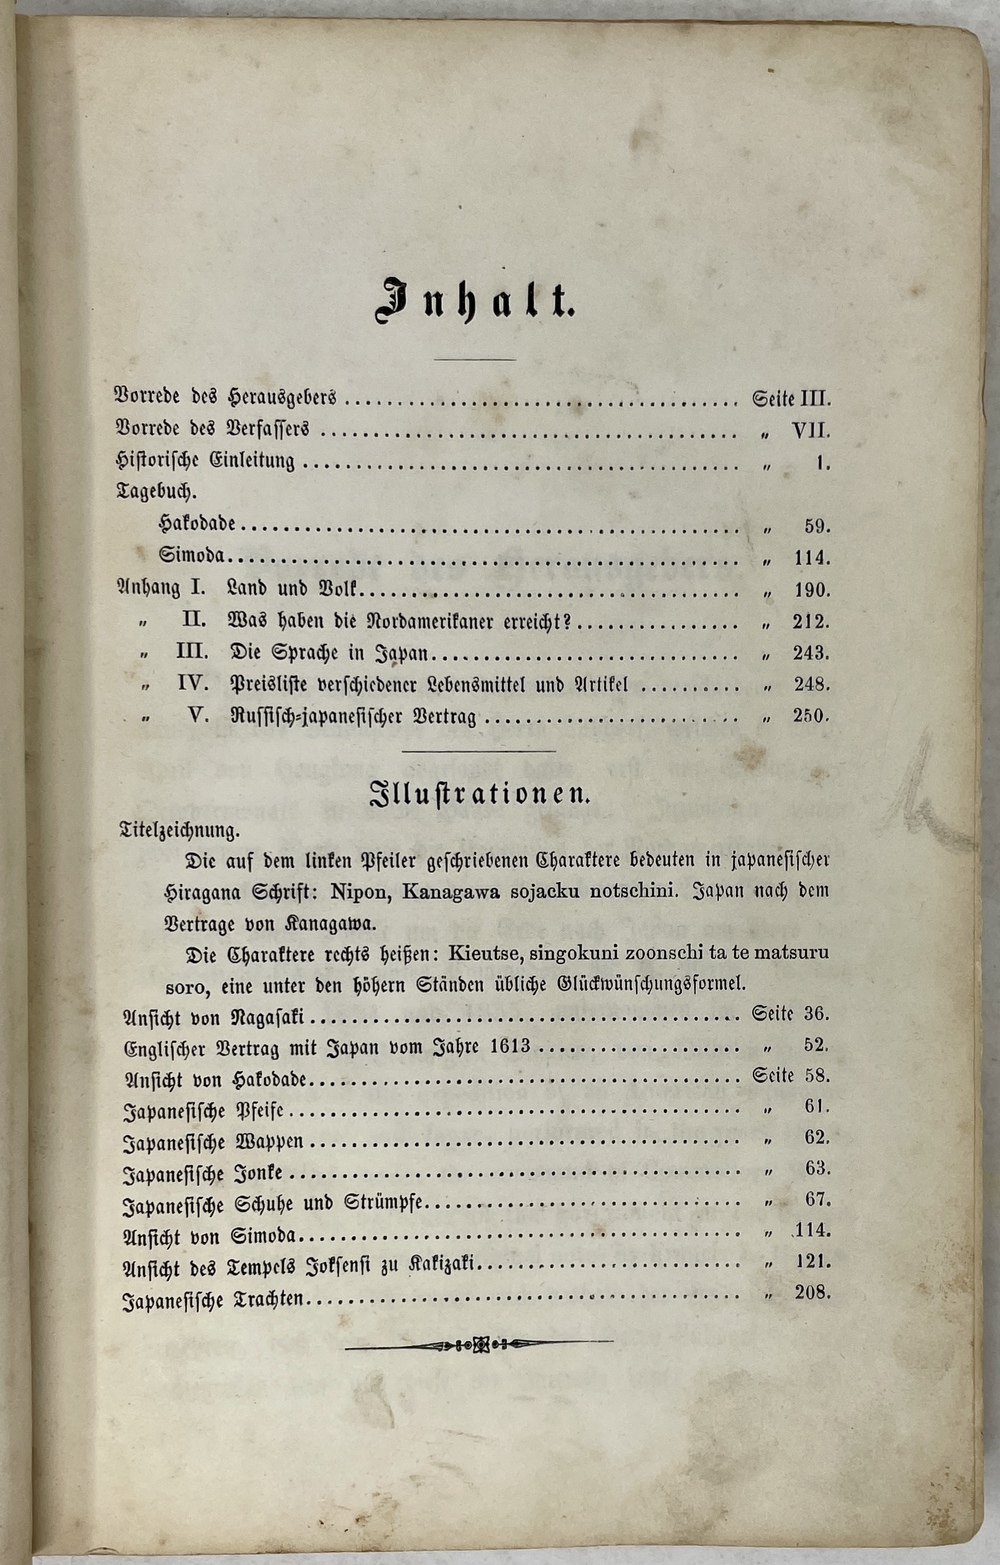 Inhalt.
Vorrede des Herausgebers ........................................ Seite III.
Vorrede des Verfassers ........................................ „ VII.
Historische Einleitung ........................................ „ 1.
Tagebuch.
Hakodade ........................................ „ 59.
Simoda ........................................ „ 114.
Anhang I. Land und Volk ........................................ „ 190.
„ II. Was haben die Nordamerikaner erreicht? ............... „ 212.
„ III. Die Sprache in Japan ........................... „ 243.
„ IV. Preisliste verschiedener Lebensmittel und Artikel .......... „ 248.
„ V. Russisch-japanesischer Vertrag ...................... „ 250.
Illustrationen.
Titelzeichnung.
Die auf dem linken Pfeiler geschriebenen Charaktere bedeuten in japanesischer
Hiragana Schrift: Nipon, Kanagawa sojacku notschini. Japan nach dem
Vertrage von Kanagawa.
Die Charaktere rechts heißen: Kieutse, singokuni zoonschi ta te matsuru
soro, eine unter den höhern Ständen übliche Glückwünschungsformel.
Ansicht von Nagasaki ........................................ Seite 36.
Englischer Vertrag mit Japan vom Jahre 1613 ................... „ 52.
Ansicht von Hakodade ........................................ Seite 58.
Japanesische Pfeife ........................................ „ 61.
Japanesische Wappen ........................................ „ 62.
Japanesische Jonke ........................................ „ 63.
Japanesische Schuhe und Strümpfe ............................. „ 67.
Ansicht von Simoda ........................................ „ 114.
Ansicht des Tempels Joksensi zu Kakizaki ......................... „ 121.
Japanesische Trachten ........................................ „ 208.